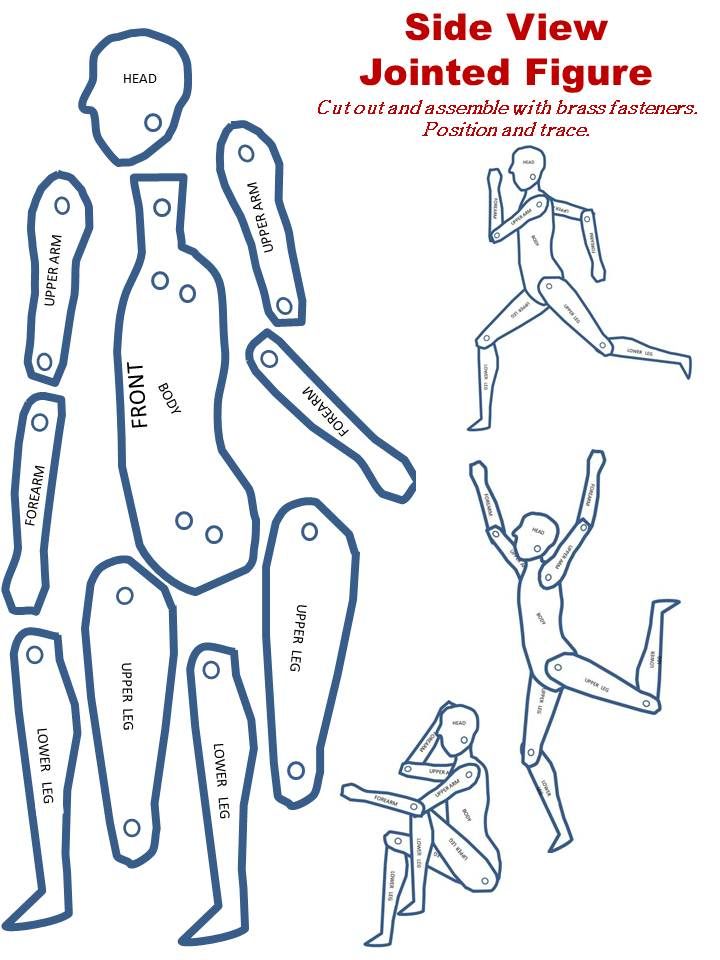 Side View
Jointed Figure
Cut out and assemble with brass fasteners.
Position and trace.
HEAD
UPPER ARM
UPPER ARM
FRONT
BODY
FOREARM
FOREARM
UPPER LEG
UPPER LEG
LOWER LEG
LOWER LEG
HEAD
FOREARM
UPPER ARM
UPPER
FOREARM
BODY
UPPER LEG
UPPER LEG
LOWER LEG
LOWER LEG
FOREARM
FOREARM
HEAD
UPPER A
UPPER ARM
BODY
LOWER
UPPER LEG
UPPER LEG
LOWER
HEAD
FOREARM
UPPER A
UPPER ARM
FOREARM
BODY
UPPER LEG
LOWER LEG
LOWER LEG